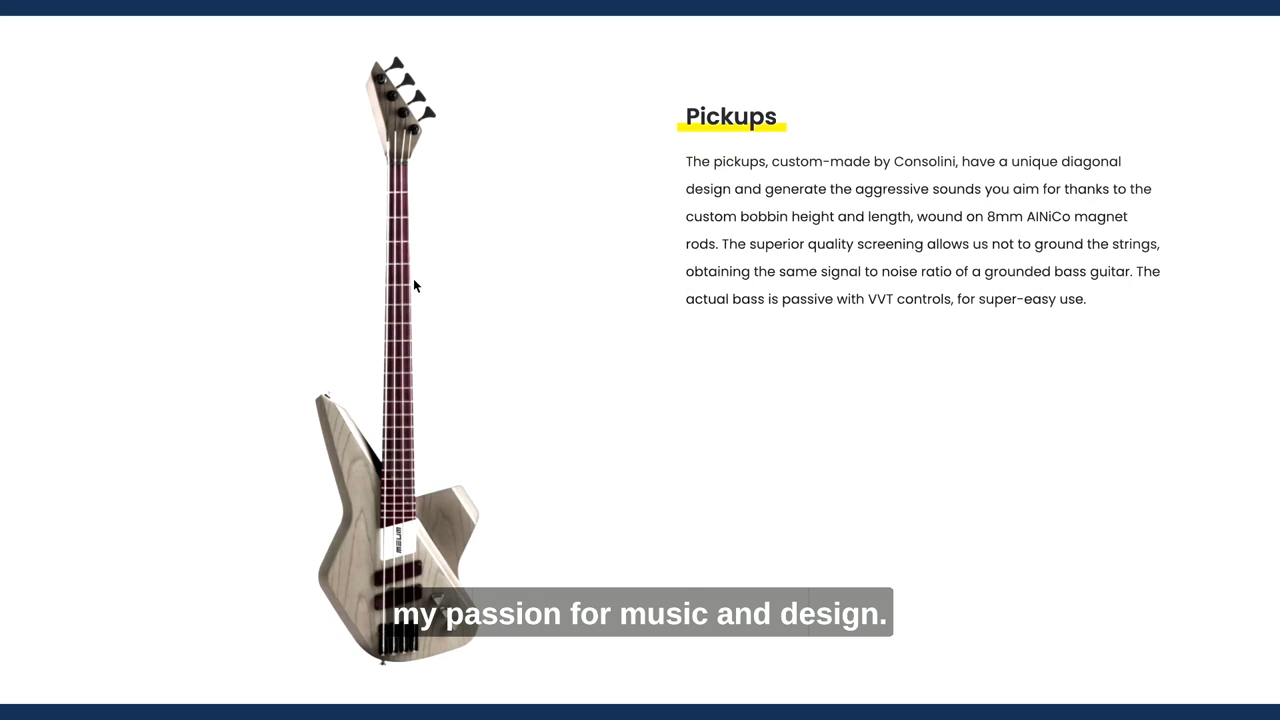 Pickups
The pickups, custom-made by Consolini, have a unique diagonal
design and generate the aggressive sounds you aim for thanks to the
custom bobbin height and length, wound on 8mm AlNiCo magnet
rods. The superior quality screening allows us not to ground the strings,
obtaining the same signal to noise ratio of a grounded bass guitar. The
actual bass is passive with VVT controls, for super-easy use.
my passion for music and design.